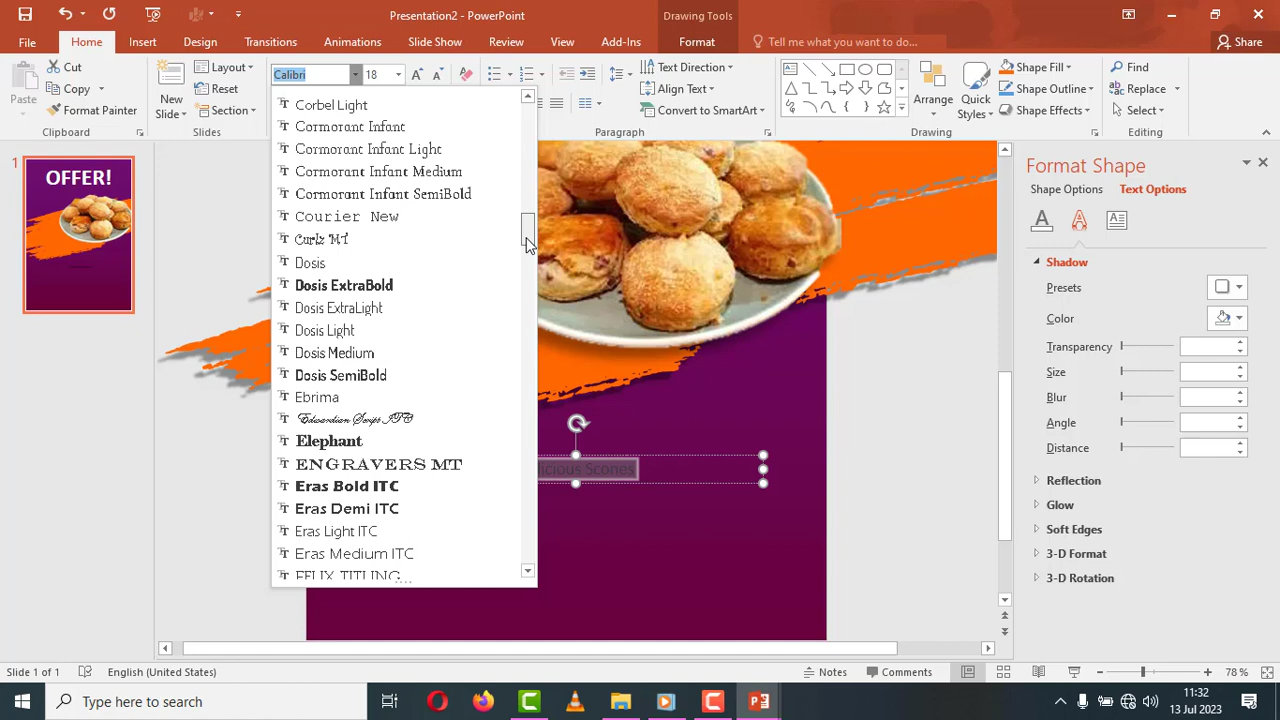 Presentation2 - PowerPoint
Drawing Tools
File
Home
Insert
Design
Transitions
Animations
Slide Show
Review
View
Add-Ins
Format
Tell me what you want to do...
Share
Paste
Cut
Copy
Format Painter
Clipboard
New
Slide
Layout
Reset
Section
Slides
Calibri
18
Text Direction
Align Text
Convert to SmartArt
Paragraph
Arrange
Quick
Styles
Shape Fill
Shape Outline
Shape Effects
Drawing
Find
Replace
Select
Editing
1
OFFER!
Corbel Light
Cormorant Infant
Cormorant Infant Light
Cormorant Infant Medium
Cormorant Infant SemiBold
Courier New
Curlz MT
Dosis
Dosis ExtraBold
Dosis ExtraLight
Dosis Light
Dosis Medium
Dosis SemiBold
Ebrima
Edwardian Script ITC
Elephant
ENGRAVERS MT
Eras Bold ITC
Eras Demi ITC
Eras Light ITC
Eras Medium ITC
FELIX TITLING
licious Scones
Format Shape
Shape Options
Text Options
Shadow
Presets
Color
Transparency
Size
Blur
Angle
Distance
Reflection
Glow
Soft Edges
3-D Format
3-D Rotation
Slide 1 of 1
English (United States)
Notes
Comments
78 %
Type here to search
11:32
13 Jul 2023